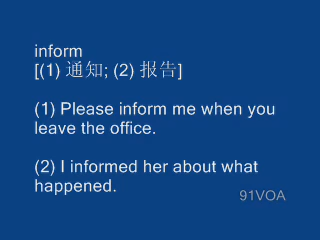 inform
[(1) 通知; (2) 报告]
(1) Please inform me when you
leave the office.
(2) I informed her about what
happened.
91VOA